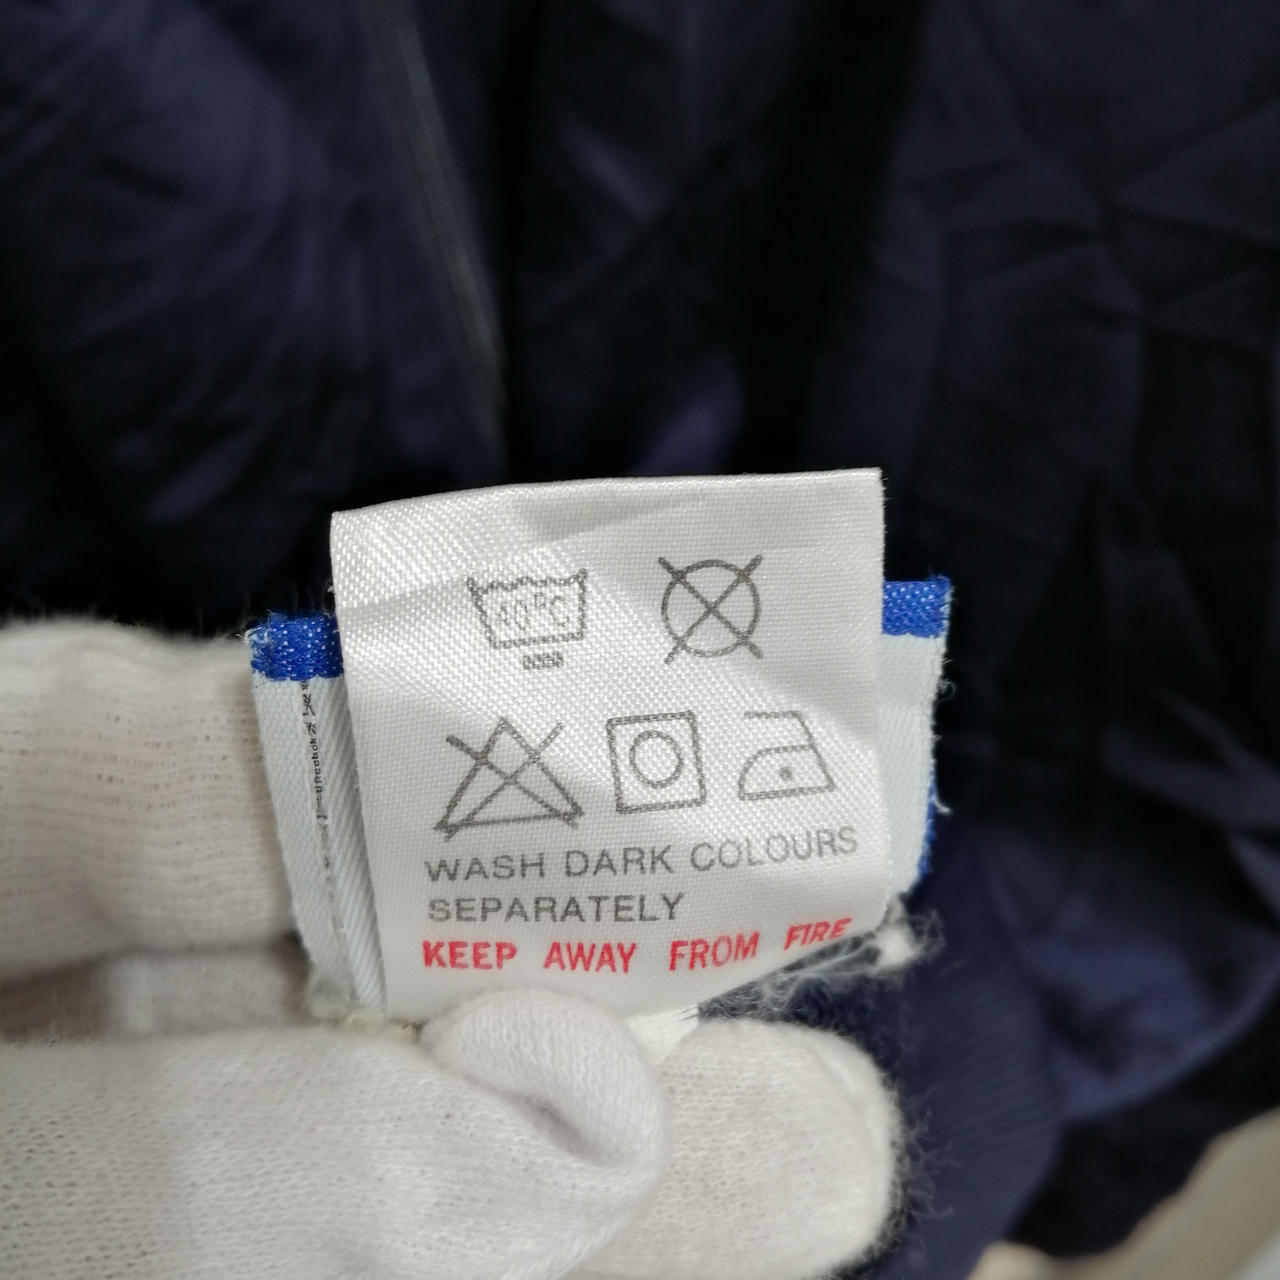 40°C
WASH DARK COLOURS
SEPARATELY
KEEP AWAY FROM FIRE